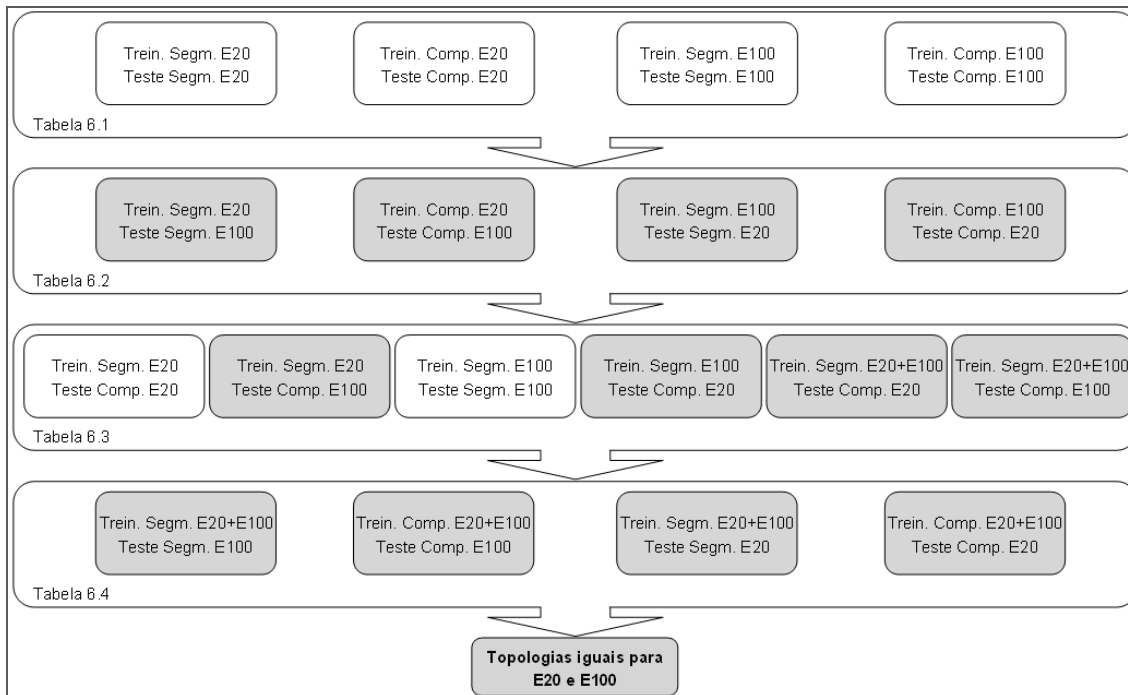 Trein. Segm. E20
Teste Segm. E20
Trein. Comp. E20
Teste Comp. E20
Trein. Segm. E100
Teste Segm. E100
Trein. Comp. E100
Teste Comp. E100
Tabela 6.1
Trein. Segm. E20
Teste Segm. E100
Trein. Comp. E20
Teste Comp. E100
Trein. Segm. E100
Teste Segm. E20
Trein. Comp. E100
Teste Comp. E20
Tabela 6.2
Trein. Segm. E20
Teste Comp. E20
Trein. Segm. E20
Teste Comp. E100
Trein. Segm. E100
Teste Segm. E100
Trein. Segm. E100
Teste Comp. E20
Trein. Segm. E20+E100
Teste Comp. E20
Trein. Segm. E20+E100
Teste Comp. E100
Tabela 6.3
Trein. Segm. E20+E100
Teste Segm. E100
Trein. Comp. E20+E100
Teste Comp. E100
Trein. Segm. E20+E100
Teste Segm. E20
Trein. Comp. E20+E100
Teste Comp. E20
Tabela 6.4
Topologias iguais para
E20 e E100